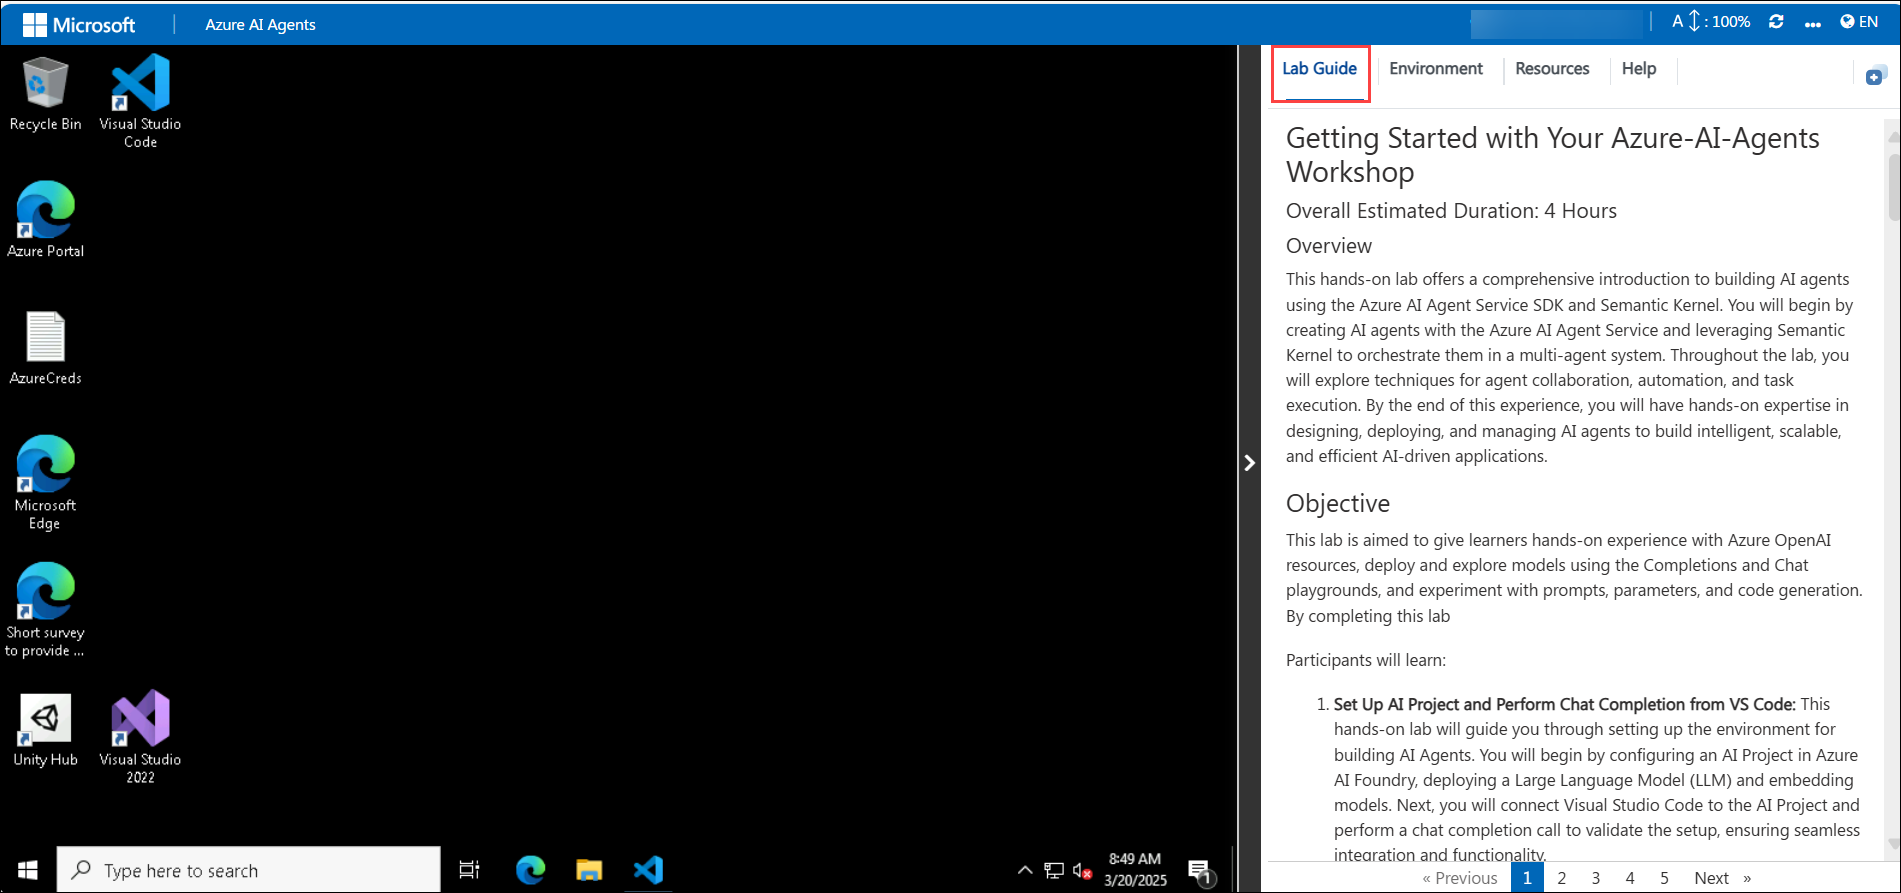 Microsoft
Azure AI Agents
A : 100%
EN
Recycle Bin
Visual Studio
Code
Azure Portal
AzureCreds
Microsoft
Edge
Short survey
to provide ...
Unity Hub
Visual Studio
2022
Type here to search
8:49 AM
3/20/2025
1
Lab Guide
Environment
Resources
Help
Getting Started with Your Azure-AI-Agents
Workshop
Overall Estimated Duration: 4 Hours
Overview
This hands-on lab offers a comprehensive introduction to building AI agents
using the Azure AI Agent Service SDK and Semantic Kernel. You will begin by
creating AI agents with the Azure AI Agent Service and leveraging Semantic
Kernel to orchestrate them in a multi-agent system. Throughout the lab, you
will explore techniques for agent collaboration, automation, and task
execution. By the end of this experience, you will have hands-on expertise in
designing, deploying, and managing AI agents to build intelligent, scalable,
and efficient AI-driven applications.
Objective
This lab is aimed to give learners hands-on experience with Azure OpenAI
resources, deploy and explore models using the Completions and Chat
playgrounds, and experiment with prompts, parameters, and code generation.
By completing this lab
Participants will learn:
1. Set Up AI Project and Perform Chat Completion from VS Code: This
hands-on lab will guide you through setting up the environment for
building AI Agents. You will begin by configuring an AI Project in Azure
AI Foundry, deploying a Large Language Model (LLM) and embedding
models. Next, you will connect Visual Studio Code to the AI Project and
perform a chat completion call to validate the setup, ensuring seamless
integration and functionality.
« Previous 1 2 3 4 5 Next »